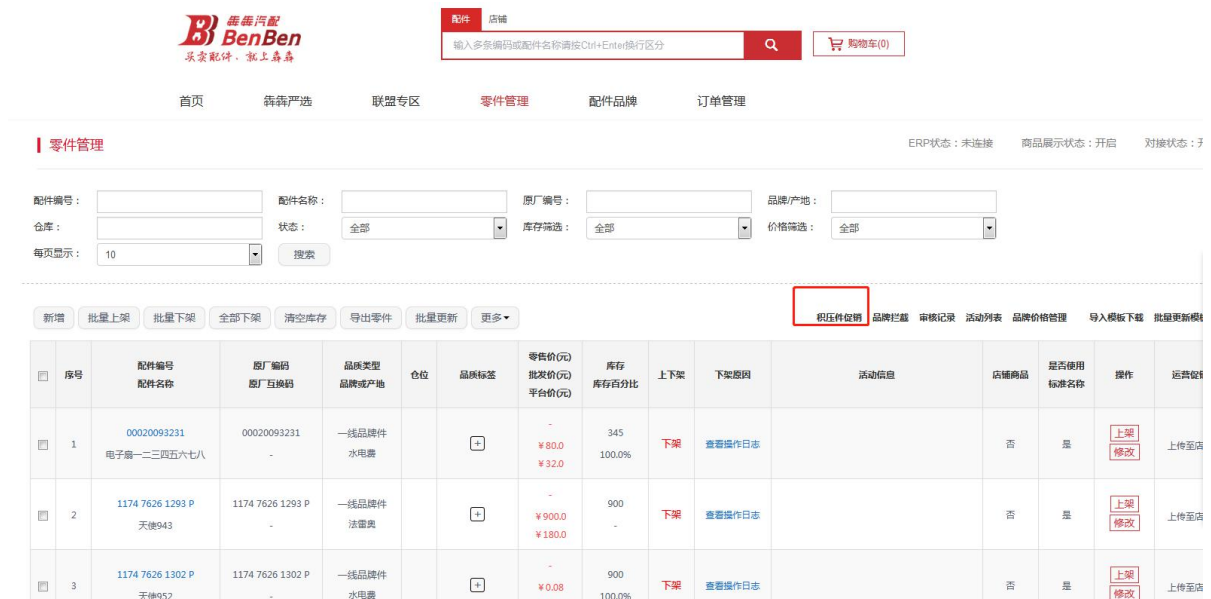 犇犇汽配
BenBen
买卖配件、就上犇犇
配件 店铺
输入多条编码或配件名称请按Ctrl+Enter换行区分
购物车(0)
首页 犇犇严选 联盟专区 零件管理 配件品牌 订单管理
零件管理
ERP状态：未连接 商品展示状态：开启 对接状态：
配件编号： 配件名称： 原厂编号： 品牌/产地：
仓库： 状态： 全部 库存筛选： 全部 价格筛选： 全部
每页显示： 10 搜索
新增 批量上架 批量下架 全部下架 清空库存 导出零件 批量更新 更多
积压件促销 品牌拦截 审核记录 活动列表 品牌价格管理 导入模板下载 批量更新模
序号 配件编号 配件名称 原厂编码 原厂互换码 品质类型 品牌或产地 仓位 品质标签 零售价(元) 批发价(元) 平台价(元) 库存 库存百分比 上下架 下架原因 活动信息 店铺商品 是否使用 标准名称 操作 运营促
1 00020093231 电子扇一二三四五六七八 00020093231 - 一线品牌件 水电费 + - ¥80.0 ¥32.0 345 100.0% 下架 查看操作日志 否 是 上架 修改 上传至店
2 1174 7626 1293 P 天使943 1174 7626 1293 P - 一线品牌件 法雷奥 + - ¥900.0 ¥180.0 900 - 下架 查看操作日志 否 是 上架 修改 上传至店
3 1174 7626 1302 P 天使952 1174 7626 1302 P - 一线品牌件 水电费 + - ¥0.08 900 100.0% 下架 查看操作日志 否 是 上架 修改 上传至店